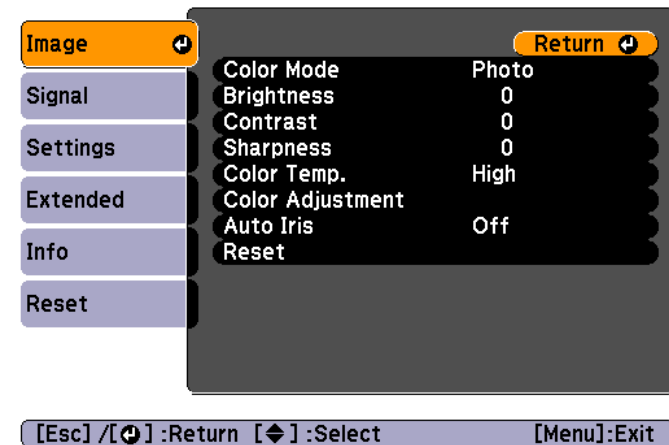 Image
Signal
Settings
Extended
Info
Reset
Return
Color Mode Photo
Brightness 0
Contrast 0
Sharpness 0
Color Temp. High
Color Adjustment
Auto Iris Off
Reset
[Esc] /[⏎] :Return [◆] :Select [Menu]:Exit